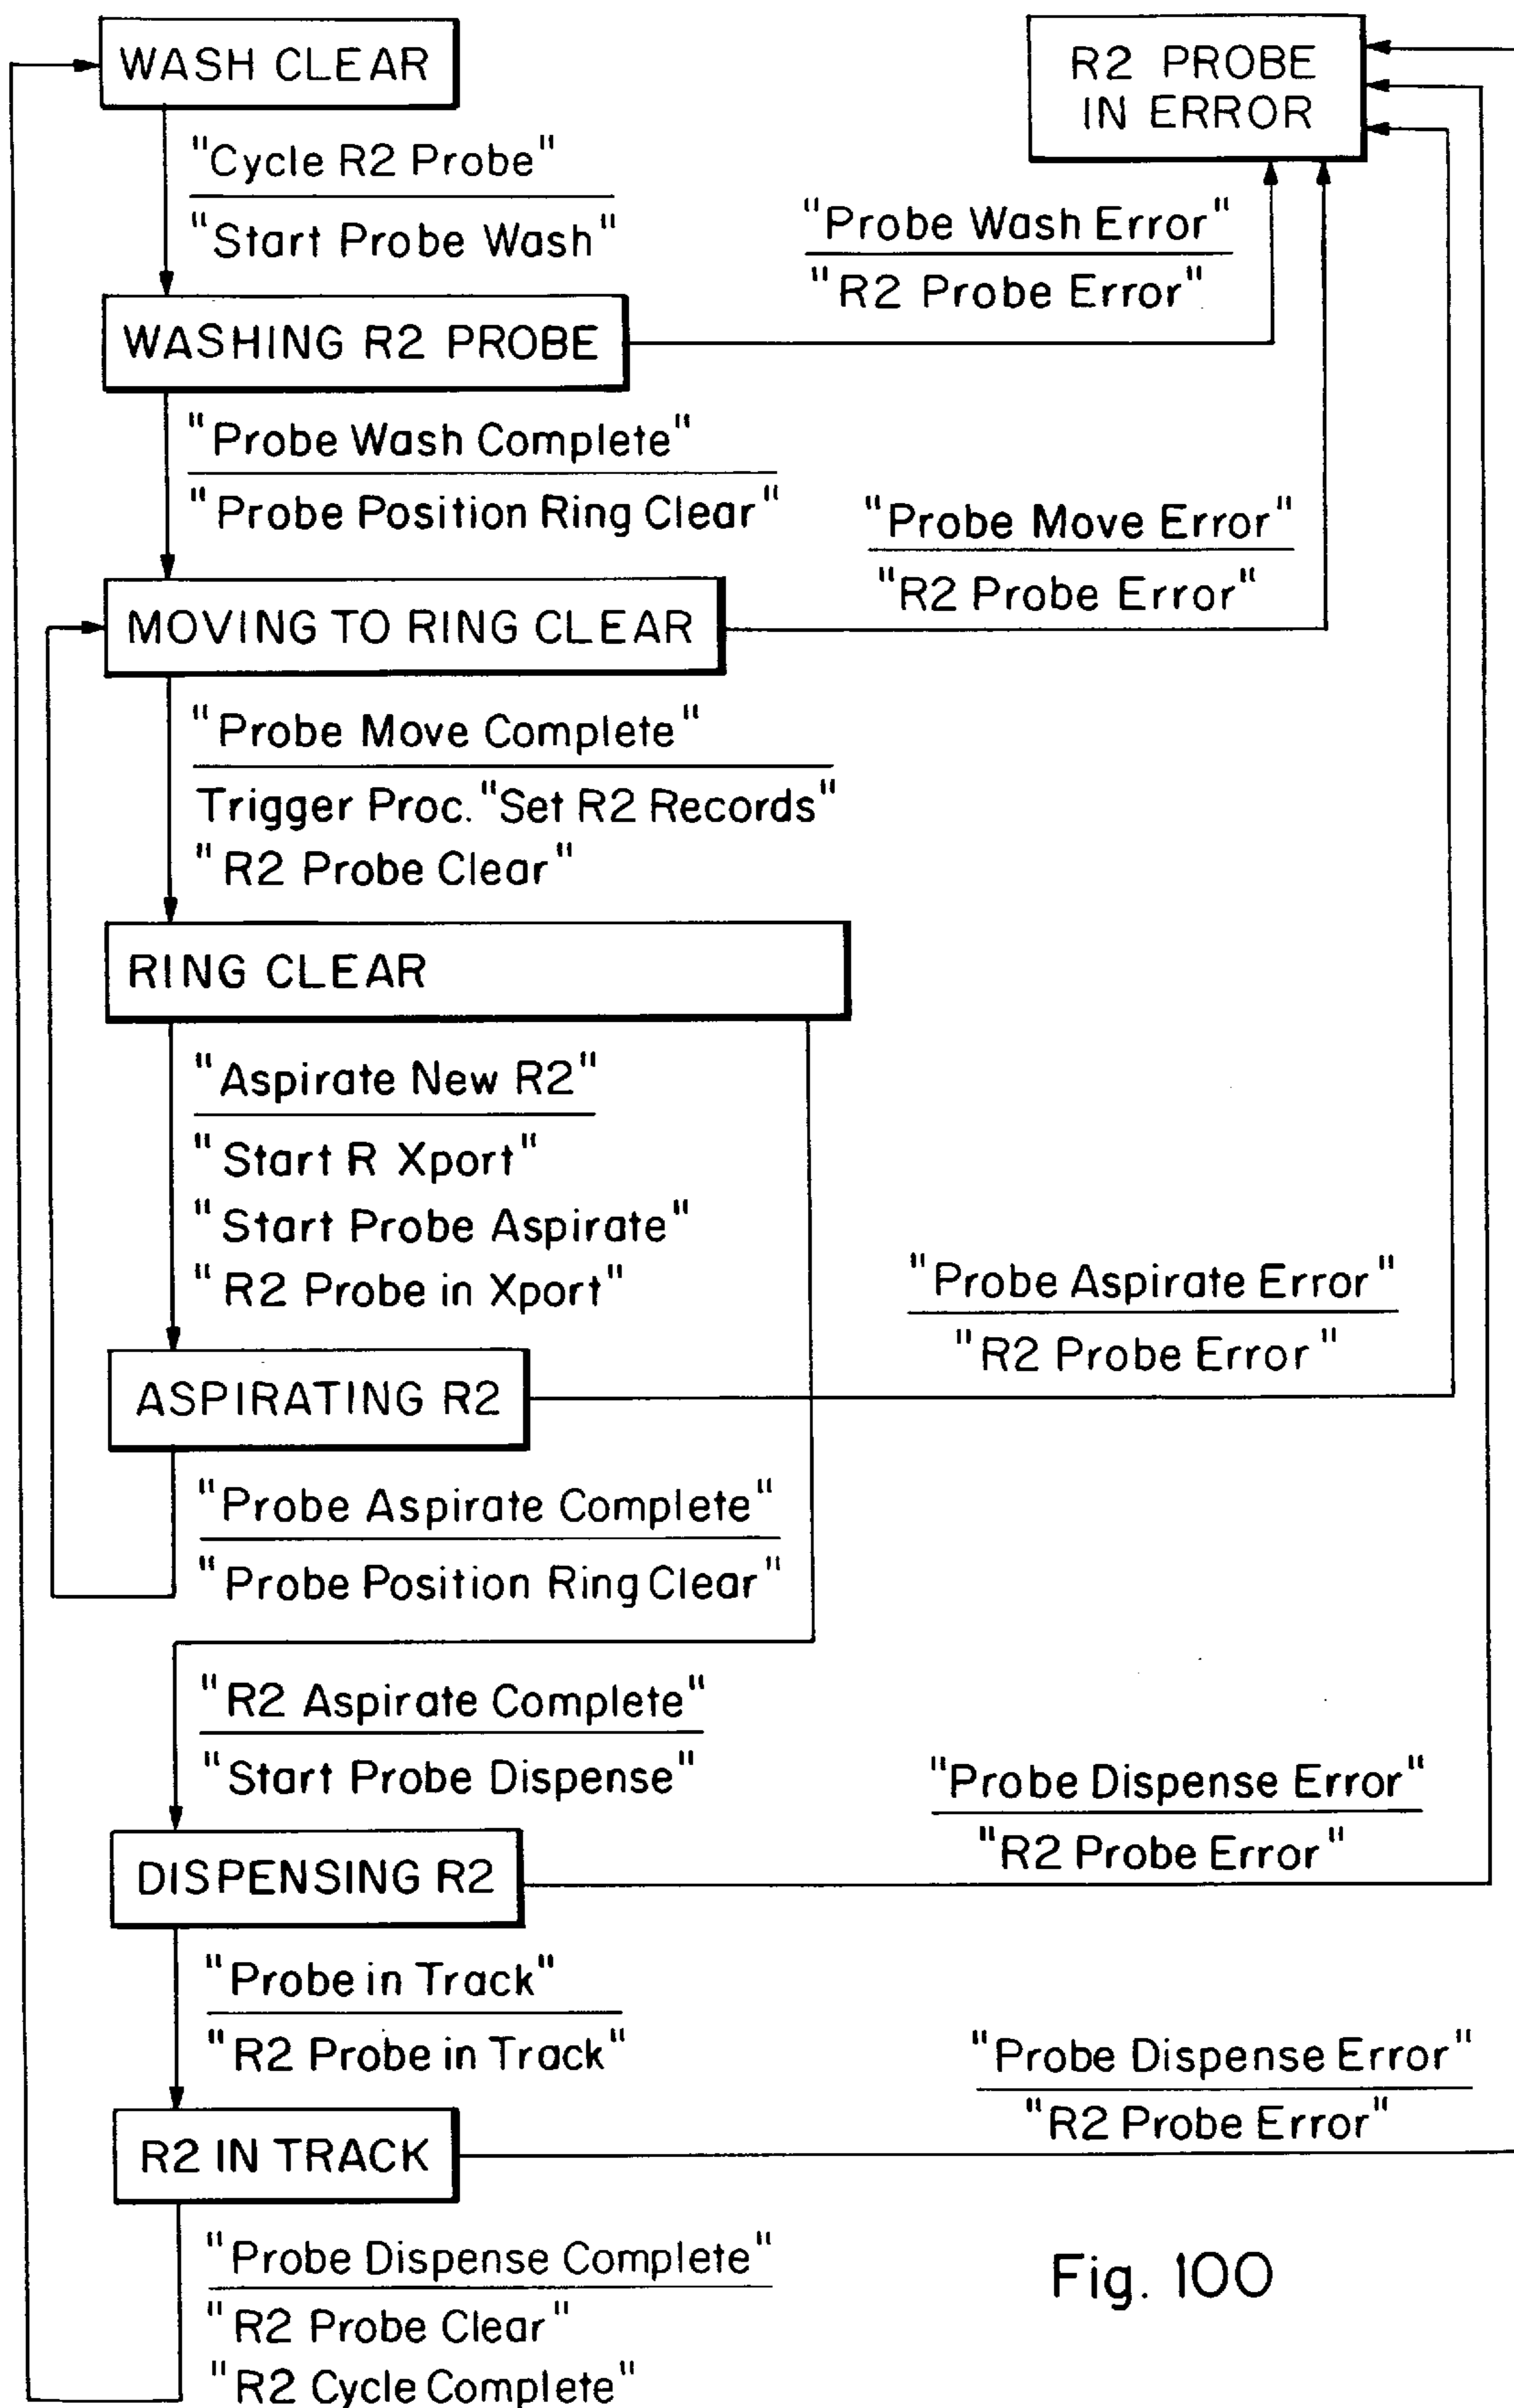 WASH CLEAR
R2 PROBE
IN ERROR
"Cycle R2 Probe"
"Start Probe Wash"
"Probe Wash Error"
"R2 Probe Error"
WASHING R2 PROBE
"Probe Wash Complete"
"Probe Position Ring Clear"
"Probe Move Error"
"R2 Probe Error"
MOVING TO RING CLEAR
"Probe Move Complete"
Trigger Proc. "Set R2 Records"
"R2 Probe Clear"
RING CLEAR
"Aspirate New R2"
"Start R Xport"
"Start Probe Aspirate"
"R2 Probe in Xport"
"Probe Aspirate Error"
"R2 Probe Error"
ASPIRATING R2
"Probe Aspirate Complete"
"Probe Position Ring Clear"
"R2 Aspirate Complete"
"Start Probe Dispense"
"Probe Dispense Error"
"R2 Probe Error"
DISPENSING R2
"Probe in Track"
"R2 Probe in Track"
"Probe Dispense Error"
"R2 Probe Error"
R2 IN TRACK
"Probe Dispense Complete"
"R2 Probe Clear"
"R2 Cycle Complete"
Fig. 100